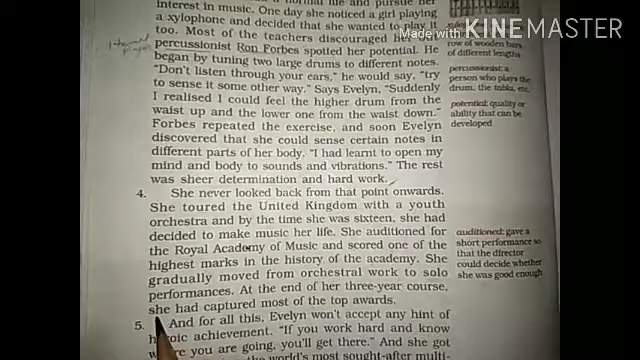 Made with KINEMASTER
a normal life and pursue her
interest in music. One day she noticed a girl playing
a xylophone and decided that she wanted to play it
too. Most of the teachers discouraged her but
percussionist Ron Forbes spotted her potential. He
began by tuning two large drums to different notes.
“Don't listen through your ears,” he would say, “try
to sense it some other way.” Says Evelyn, “Suddenly
I realised I could feel the higher drum from the
waist up and the lower one from the waist down.”
Forbes repeated the exercise, and soon Evelyn
discovered that she could sense certain notes in
different parts of her body. “I had learnt to open my
mind and body to sounds and vibrations.” The rest
was sheer determination and hard work.
4. She never looked back from that point onwards.
She toured the United Kingdom with a youth
orchestra and by the time she was sixteen, she had
decided to make music her life. She auditioned for
the Royal Academy of Music and scored one of the
highest marks in the history of the academy. She
gradually moved from orchestral work to solo
performances. At the end of her three-year course,
she had captured most of the top awards.
5. And for all this, Evelyn won't accept any hint of
heroic achievement. “If you work hard and know
where you are going, you'll get there.” And she got
the world's most sought-after multi-
row of wooden bars
of different lengths
percussionist: a
person who plays the
drum, the tabla, etc.
potential: quality or
ability that can be
developed
auditioned: gave a
short performance so
that the director
could decide whether
she was good enough